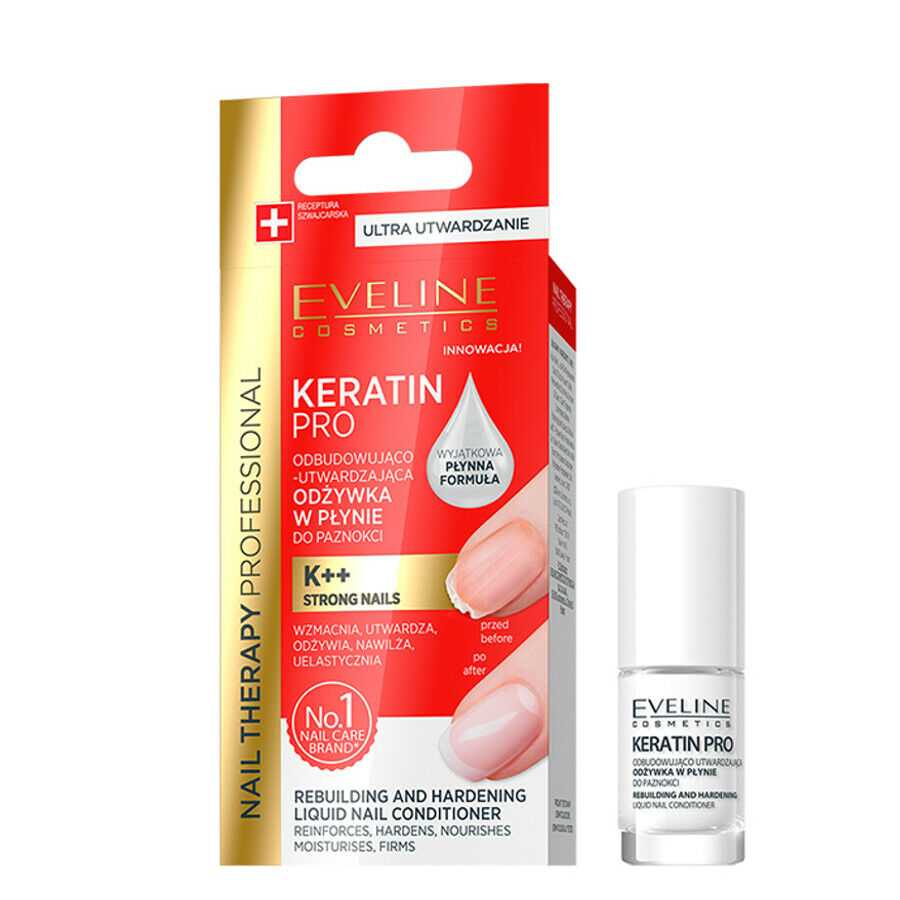 RECEPTURA
SZWAJCARSKA
ULTRA UTWARDZANIE
EVELINE
COSMETICS
INNOWACJA!
KERATIN
PRO
WYJĄTKOWA
PŁYNNA
FORMUŁA
ODBUDOWUJĄCO
-UTWARDZAJĄCA
ODŻYWKA
W PŁYNIE
DO PAZNOKCI
K++
STRONG NAILS
WZMACNIA, UTWARDZA,
ODŻYWIA, NAWILŻA,
UELASTYCZNIA
przed
before
po
after
No.1
NAIL CARE
BRAND*
REBUILDING AND HARDENING
LIQUID NAIL CONDITIONER
REINFORCES, HARDENS, NOURISHES
MOISTURISES, FIRMS
NAIL THERAPY PROFESSIONAL
EVELINE
COSMETICS
KERATIN PRO
ODBUDOWUJĄCO UTWARDZAJĄCA
ODŻYWKA W PŁYNIE
DO PAZNOKCI
REBUILDING AND HARDENING
LIQUID NAIL CONDITIONER